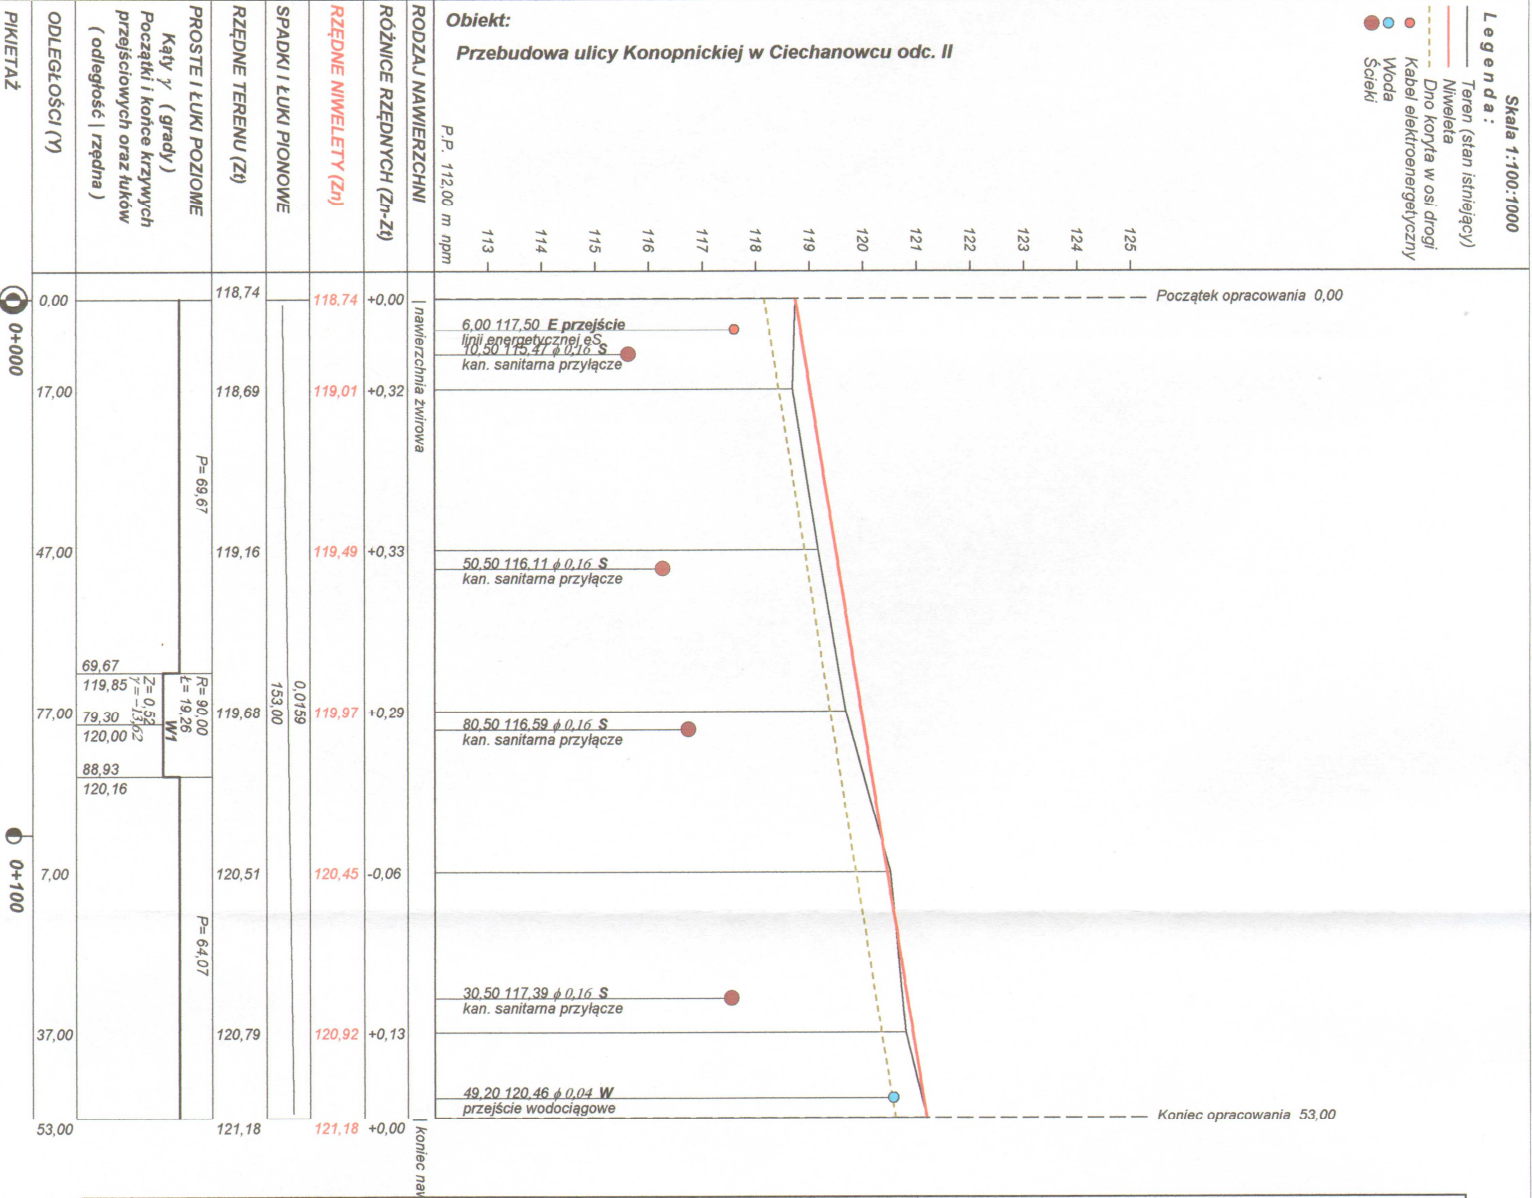 Skala 1:100:1000
Legenda:
Teren (stan istniejący)
Niweleta
Dno koryta w osi drogi
Kabel elektroenergetyczny
Woda
Ścieki
Obiekt:
Przebudowa ulicy Konopnickiej w Ciechanowcu odc. II
P.P. 112,00 m npm
113
114
115
116
117
118
119
120
121
122
123
124
125
Początek opracowania 0,00
6,00 117,50 E przejście
linii energetycznej eS
10,50 115,47 ϕ 0,16 S
kan. sanitarna przyłącze
50,50 116,11 ϕ 0,16 S
kan. sanitarna przyłącze
80,50 116,59 ϕ 0,16 S
kan. sanitarna przyłącze
30,50 117,39 ϕ 0,16 S
kan. sanitarna przyłącze
49,20 120,46 ϕ 0,04 W
przejście wodociągowe
Koniec opracowania 53,00
RODZAJ NAWIERZCHNI
nawierzchnia żwirowa
koniec naw
RÓŻNICE RZĘDNYCH (Zn-Zt)
+0,00
+0,32
+0,33
+0,29
-0,06
+0,13
+0,00
RZĘDNE NIWELETY (Zn)
118,74
119,01
119,49
119,97
120,45
120,92
121,18
SPADKI I ŁUKI PIONOWE
0,0159
153,00
RZĘDNE TERENU (Zt)
118,74
118,69
119,16
119,68
120,51
120,79
121,18
PROSTE I ŁUKI POZIOME
Kąty γ (grady)
Początki i końce krzywych
przejściowych oraz łuków
( odległość | rzędna )
P= 69,67
R= 90,00
Ł= 19,26
W1
Z= 0,52
γ= -13,62
P= 64,07
69,67
119,85
79,30
120,00
88,93
120,16
ODLEGŁOŚCI (Y)
0,00
17,00
47,00
77,00
7,00
37,00
53,00
PIKIETAŻ
0+000
0+100